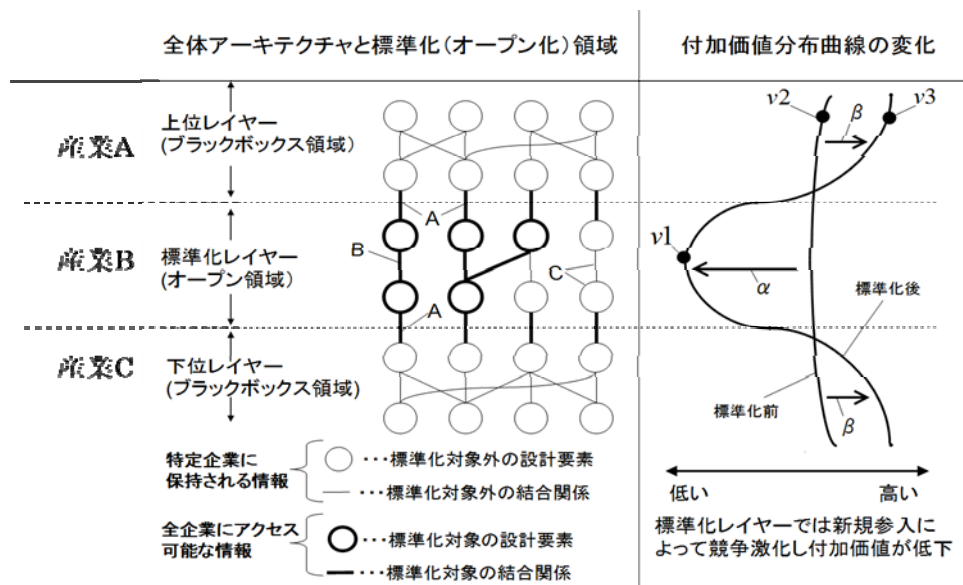 全体アーキテクチャと標準化(オープン化)領域
付加価値分布曲線の変化
産業A
上位レイヤー
(ブラックボックス領域)
産業B
標準化レイヤー
(オープン領域)
産業C
下位レイヤー
(ブラックボックス領域)
A
B
C
A
v2
v3
β
v1
α
標準化後
標準化前
β
低い
高い
標準化レイヤーでは新規参入に
よって競争激化し付加価値が低下
特定企業に
保持される情報
・・・標準化対象外の設計要素
・・・標準化対象外の結合関係
全企業にアクセス
可能な情報
・・・標準化対象の設計要素
・・・標準化対象の結合関係